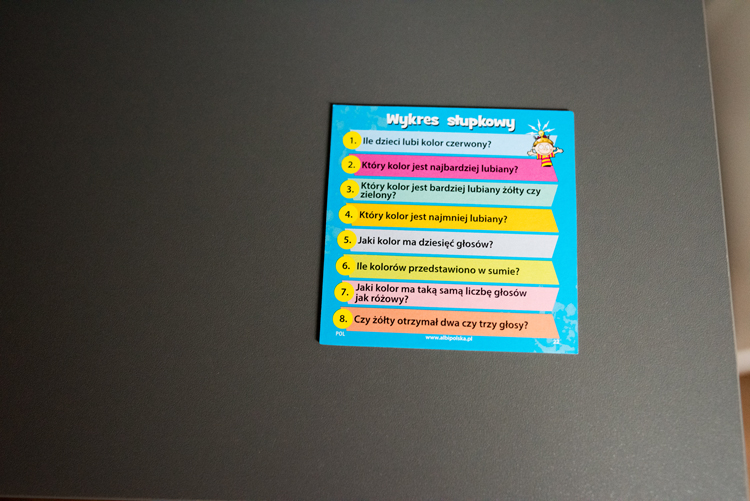 Wykres słupkowy
1. Ile dzieci lubi kolor czerwony?
2. Który kolor jest najbardziej lubiany?
3. Który kolor jest bardziej lubiany żółty czy
zielony?
4. Który kolor jest najmniej lubiany?
5. Jaki kolor ma dziesięć głosów?
6. Ile kolorów przedstawiono w sumie?
7. Jaki kolor ma taką samą liczbę głosów
jak różowy?
8. Czy żółty otrzymał dwa czy trzy głosy?
POL
www.albipolska.pl